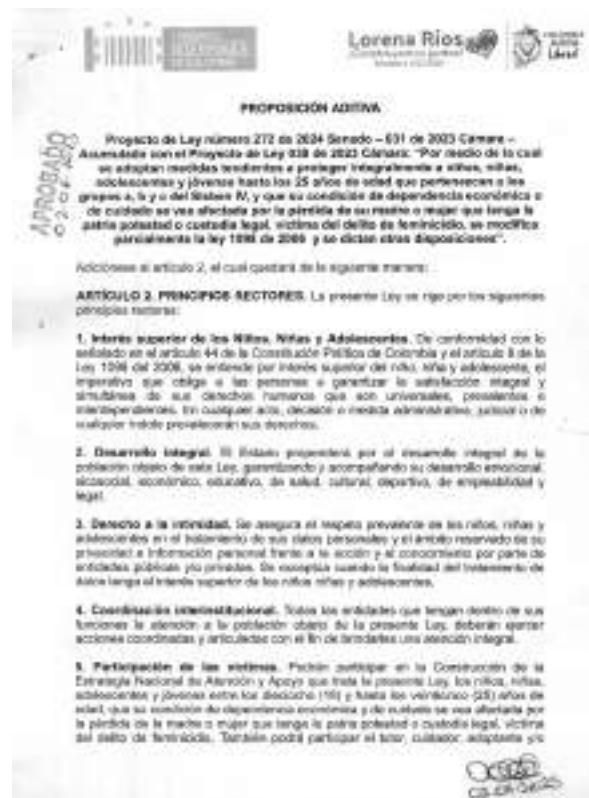 Lorena Ríos
COLOMBIA
JUSTA
Libres
PROPOSICIÓN ADITIVA
APROBADO
Proyecto de Ley número 272 de 2024 Senado – 031 de 2023 Cámara –
Acumulado con el Proyecto de Ley 038 de 2023 Cámara: "Por medio de la cual
se adoptan medidas tendientes a proteger integralmente a niños, niñas,
adolescentes y jóvenes hasta los 25 años de edad que pertenezcan a los
grupos a, b y c del Sisben IV, y que su condición de dependencia económica o
de cuidado se vea afectada por la pérdida de su madre o mujer que tenga la
patria potestad o custodia legal, víctima del delito de feminicidio, se modifica
parcialmente la ley 1098 de 2006 y se dictan otras disposiciones".
Adiciónese al artículo 2, el cual quedará de la siguiente manera:
ARTÍCULO 2. PRINCIPIOS RECTORES. La presente Ley se rige por los siguientes
principios rectores:
1. Interés superior de los Niños, Niñas y Adolescentes. De conformidad con lo
señalado en el artículo 44 de la Constitución Política de Colombia y el artículo 8 de la
Ley 1098 del 2006, se entiende por interés superior del niño, niña y adolescente, el
imperativo que obliga a las personas a garantizar la satisfacción integral y
simultánea de sus derechos humanos que son universales, prevalentes e
interdependientes. En cualquier acto, decisión o medida administrativa, judicial o de
cualquier índole prevalecerán sus derechos.
2. Desarrollo integral. El Estado propenderá por el desarrollo integral de la
población objeto de esta Ley, garantizando y acompañando su desarrollo emocional,
sicosocial, económico, educativo, de salud, cultural, deportivo, de empleabilidad y
legal.
3. Derecho a la intimidad. Se asegura el respeto prevalente de los niños, niñas y
adolescentes en el tratamiento de sus datos personales y el ámbito reservado de su
privacidad e información personal frente a la acción y el conocimiento por parte de
entidades públicas y/o privadas. Se exceptúa cuando la finalidad del tratamiento de
datos tenga el interés superior de los niños niñas y adolescentes.
4. Coordinación interinstitucional. Todas las entidades que tengan dentro de sus
funciones la atención a la población objeto de la presente Ley, deberán ejercer
acciones coordinadas y articuladas con el fin de brindarles una atención integral.
5. Participación de las víctimas. Podrán participar en la Construcción de la
Estrategia Nacional de Atención y Apoyo que trata la presente Ley, los niños, niñas,
adolescentes y jóvenes entre los dieciocho (18) y hasta los veinticinco (25) años de
edad, que su condición de dependencia económica y de cuidado se vea afectada por
la pérdida de la madre o mujer que tenga la patria potestad o custodia legal, víctima
del delito de feminicidio. También podrá participar el tutor, cuidador, adoptante y/o